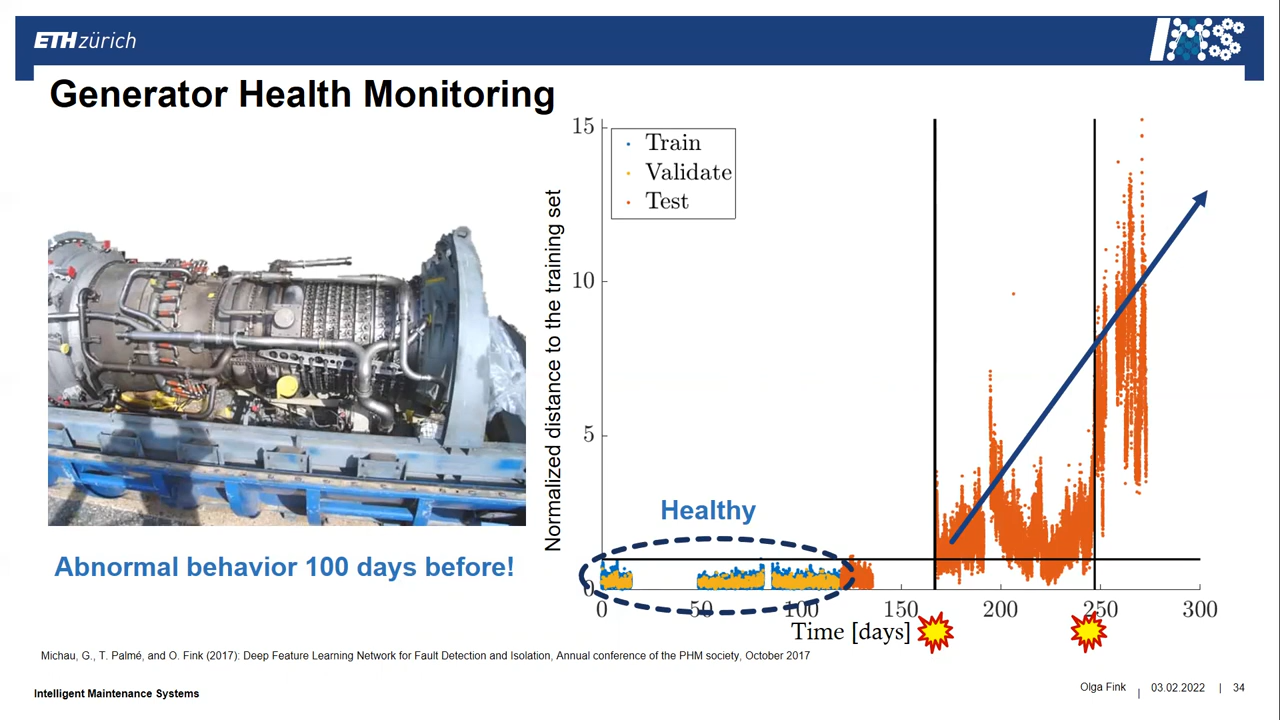 ETH zürich
IMS
Generator Health Monitoring
15
10
5
0
Train
Validate
Test
Normalized distance to the training set
Healthy
0 50 100 150 200 250 300
Time [days]
Abnormal behavior 100 days before!
Michau, G., T. Palmé, and O. Fink (2017): Deep Feature Learning Network for Fault Detection and Isolation, Annual conference of the PHM society, October 2017
Intelligent Maintenance Systems
Olga Fink | 03.02.2022 | 34